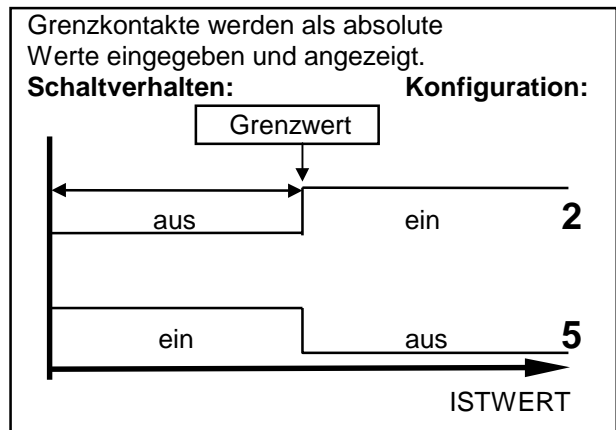 Grenzkontakte werden als absolute
Werte eingegeben und angezeigt.
Schaltverhalten: Konfiguration:
Grenzwert
aus ein 2
ein aus 5
ISTWERT